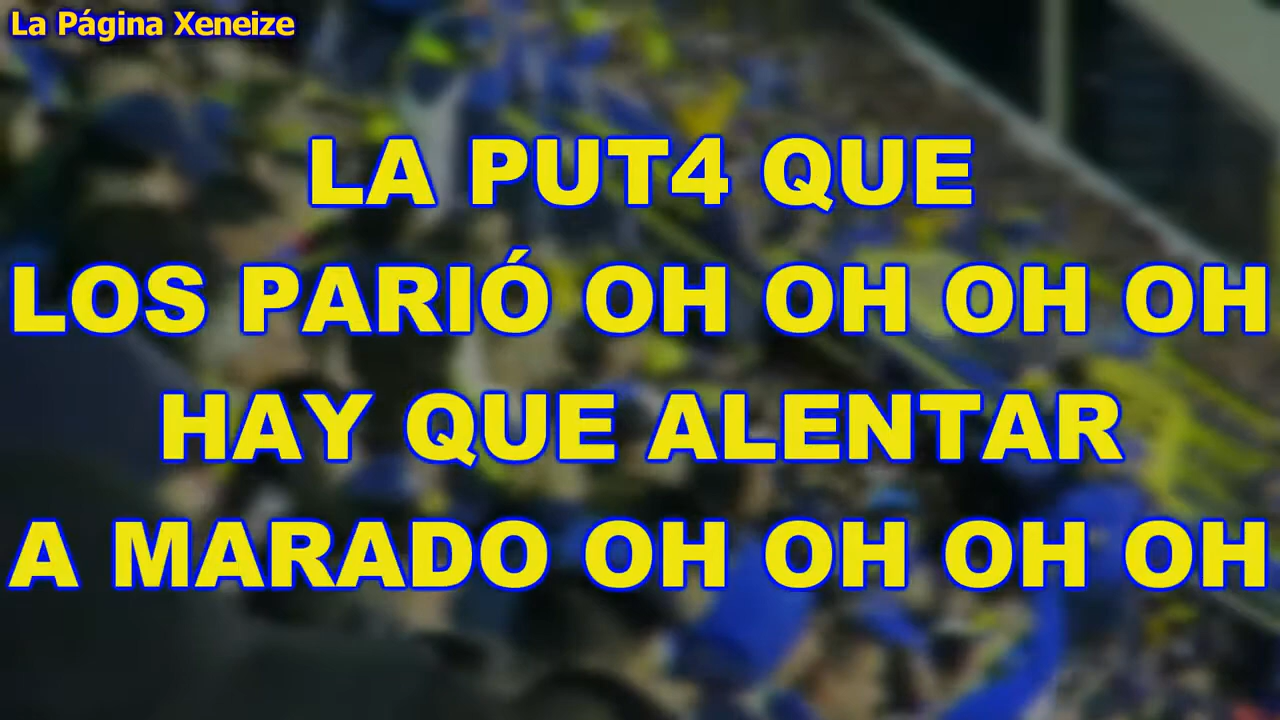 La Página Xeneize
LA PUT4 QUE
LOS PARIÓ OH OH OH OH
HAY QUE ALENTAR
A MARADO OH OH OH OH